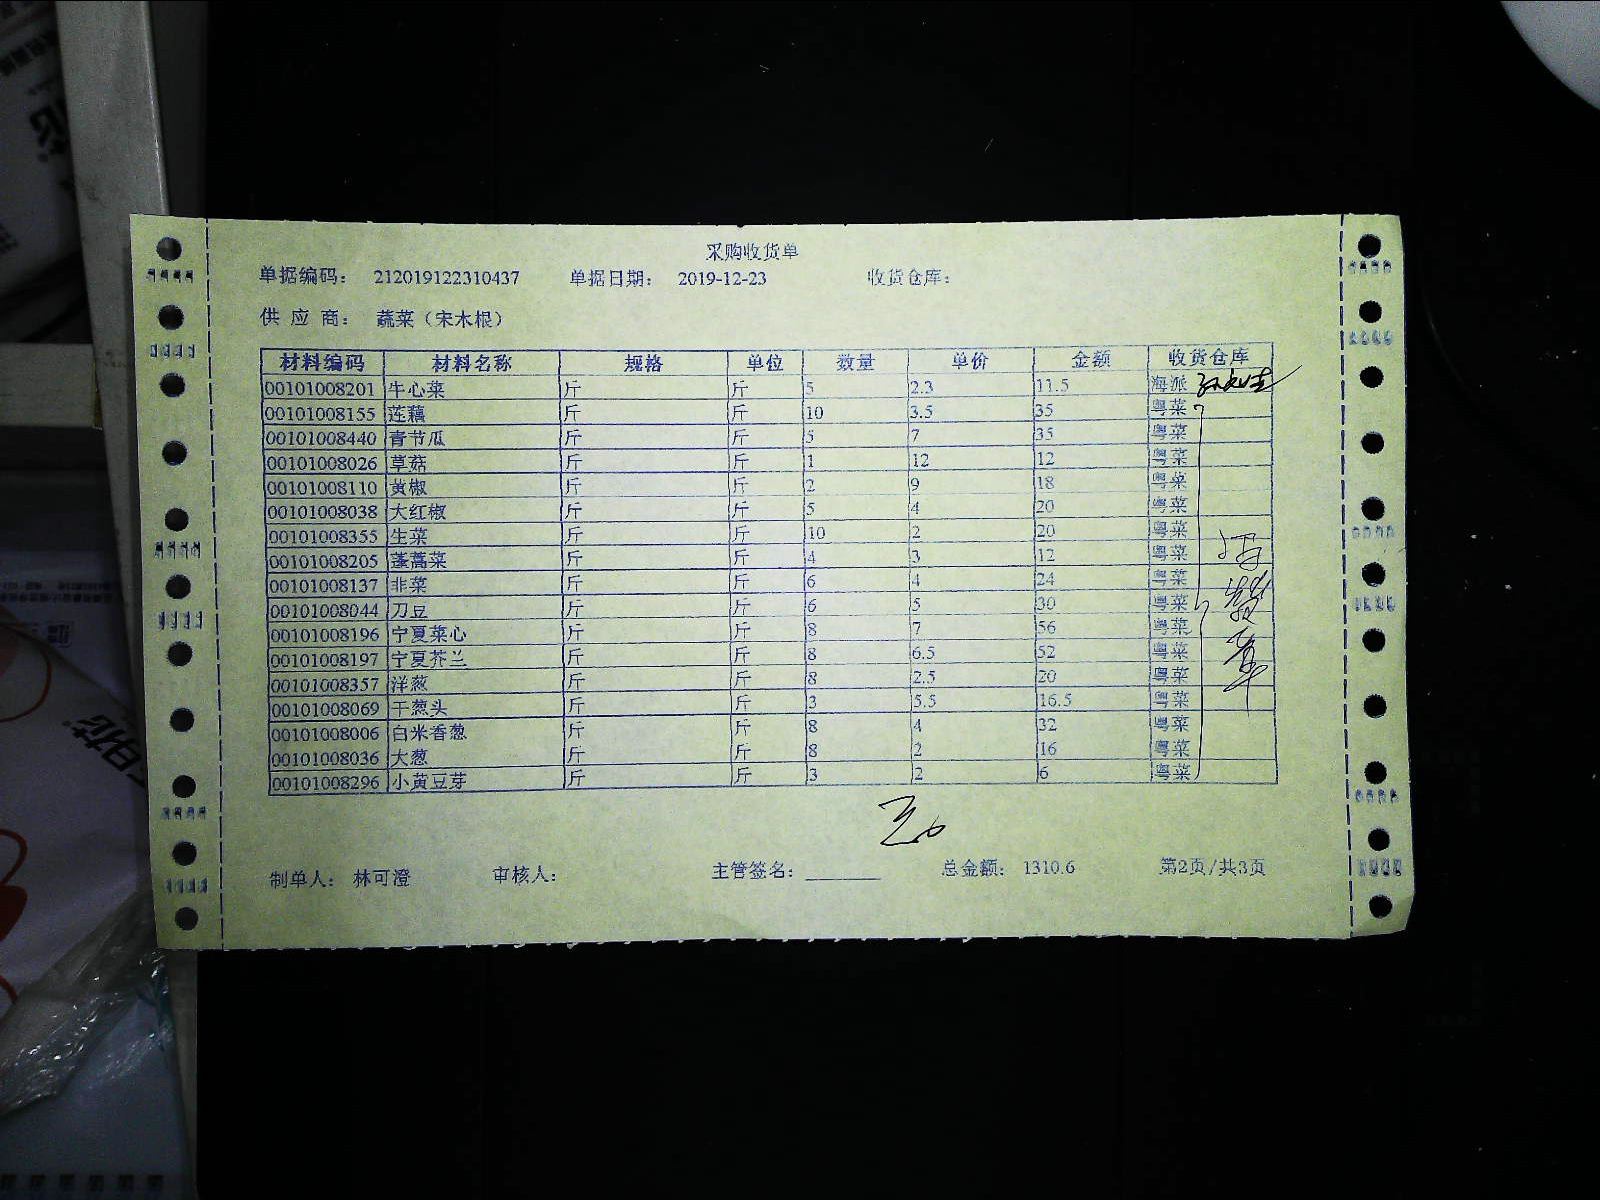 采购收货单
单据编码： 212019122310437 单据日期： 2019-12-23 收货仓库：
供 应 商： 蔬菜（宋木根）
材料编码 材料名称 规格 单位 数量 单价 金额 收货仓库
00101008201 牛心菜 斤 斤 5 2.3 11.5 海派
00101008155 莲藕 斤 斤 10 3.5 35 粤菜
00101008440 青节瓜 斤 斤 5 7 35 粤菜
00101008026 草菇 斤 斤 1 12 12 粤菜
00101008110 黄椒 斤 斤 2 9 18 粤菜
00101008038 大红椒 斤 斤 5 4 20 粤菜
00101008355 生菜 斤 斤 10 2 20 粤菜
00101008205 蓬蒿菜 斤 斤 4 3 12 粤菜
00101008137 韭菜 斤 斤 6 4 24 粤菜
00101008044 刀豆 斤 斤 6 5 30 粤菜
00101008196 宁夏菜心 斤 斤 8 7 56 粤菜
00101008197 宁夏芥兰 斤 斤 8 6.5 52 粤菜
00101008357 洋葱 斤 斤 8 2.5 20 粤菜
00101008069 干葱头 斤 斤 3 5.5 16.5 粤菜
00101008006 白米香葱 斤 斤 8 4 32 粤菜
00101008036 大葱 斤 斤 8 2 16 粤菜
00101008296 小黄豆芽 斤 斤 3 2 6 粤菜
制单人： 林可澄 审核人： 主管签名： 总金额： 1310.6 第2页/共3页